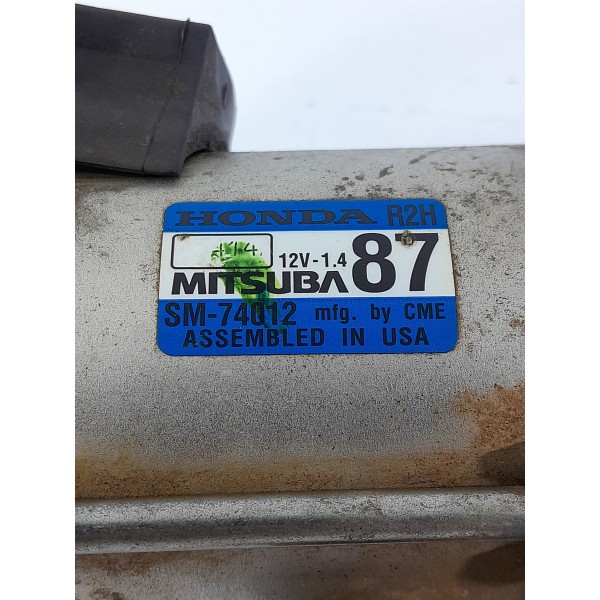 HONDA R2H
12V-1.4 87
MITSUBA
SM-74012 mfg. by CME
ASSEMBLED IN USA